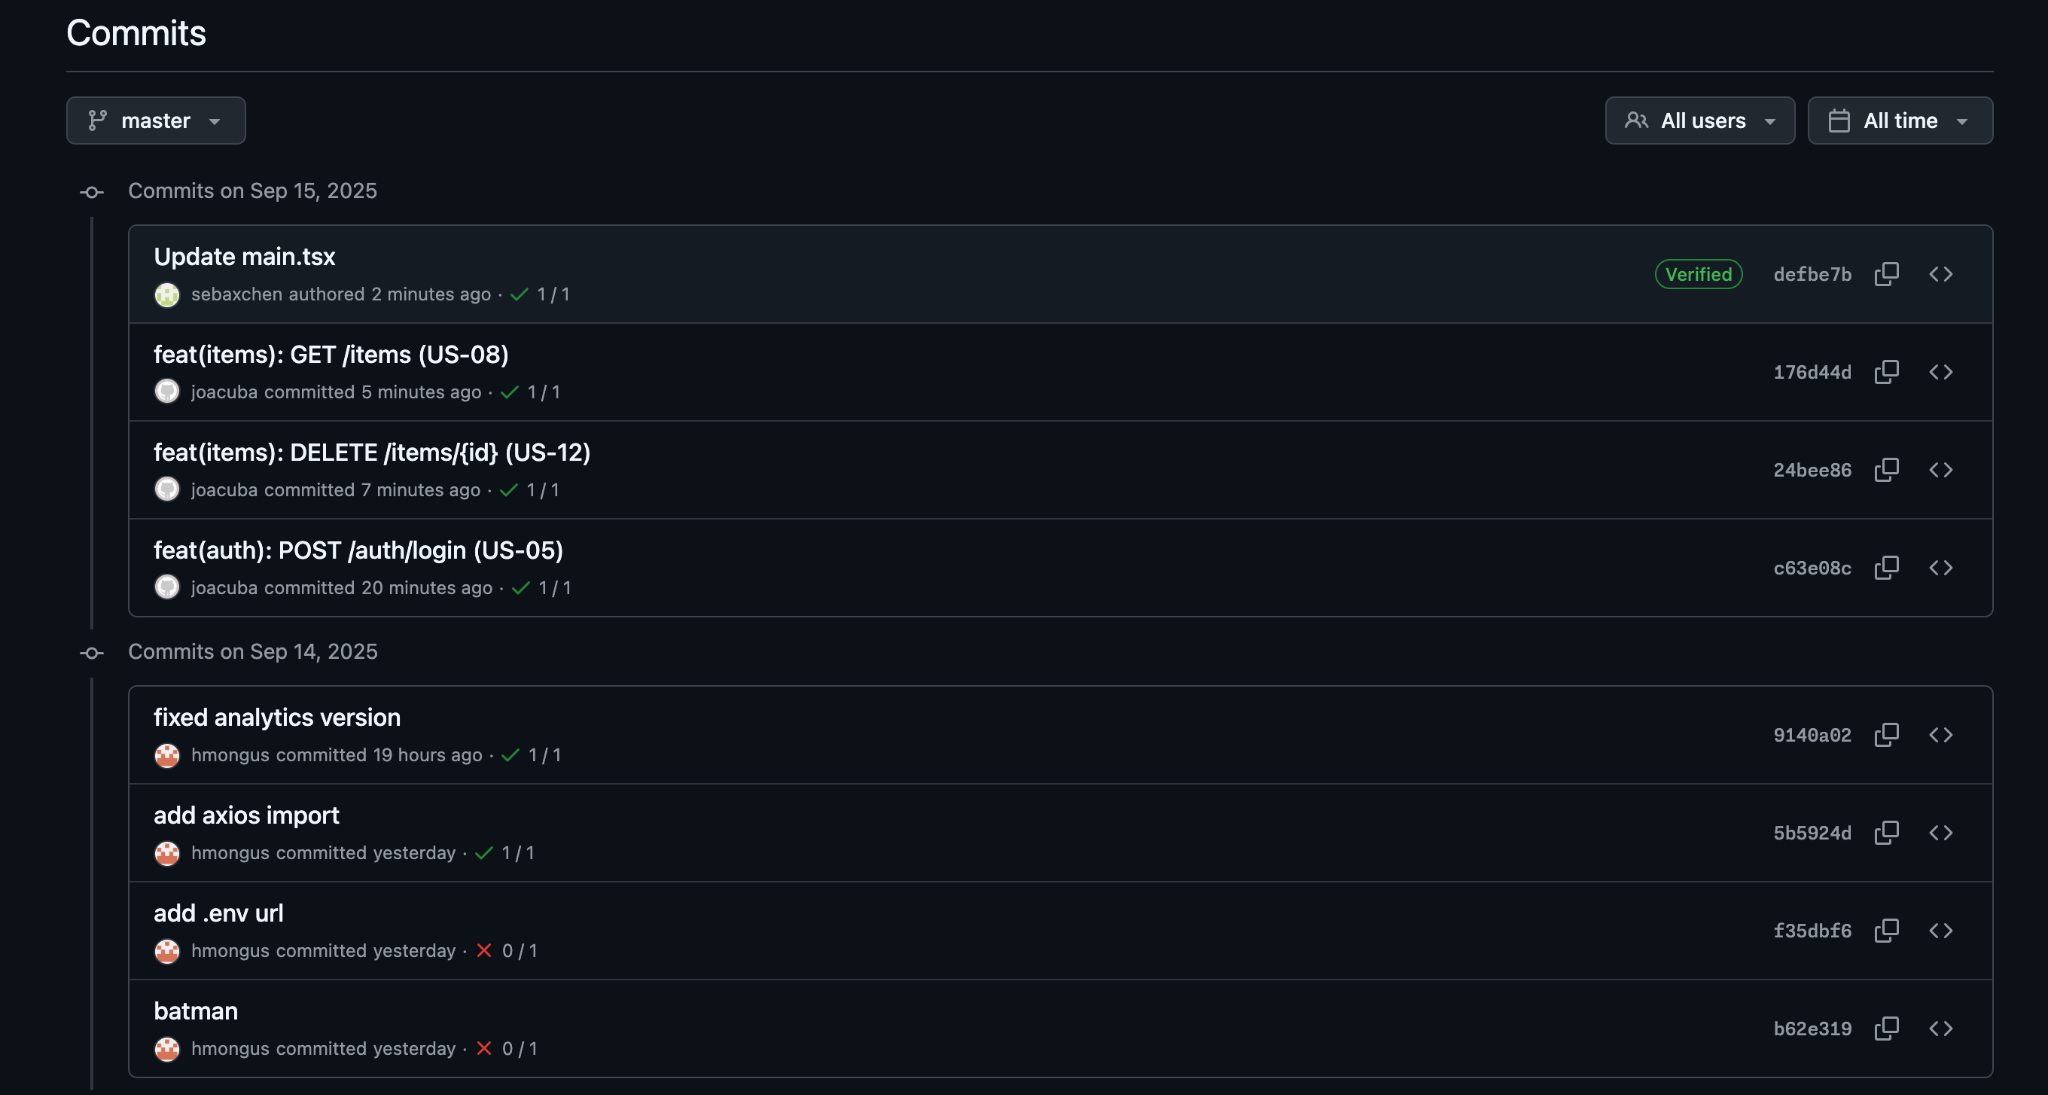 Commits
master
All users
All time
Commits on Sep 15, 2025
Update main.tsx
sebaxchen authored 2 minutes ago · 1 / 1
Verified
defbe7b
feat(items): GET /items (US-08)
joacuba committed 5 minutes ago · 1 / 1
176d44d
feat(items): DELETE /items/{id} (US-12)
joacuba committed 7 minutes ago · 1 / 1
24bee86
feat(auth): POST /auth/login (US-05)
joacuba committed 20 minutes ago · 1 / 1
c63e08c
Commits on Sep 14, 2025
fixed analytics version
hmongus committed 19 hours ago · 1 / 1
9140a02
add axios import
hmongus committed yesterday · 1 / 1
5b5924d
add .env url
hmongus committed yesterday · 0 / 1
f35dbf6
batman
hmongus committed yesterday · 0 / 1
b62e319